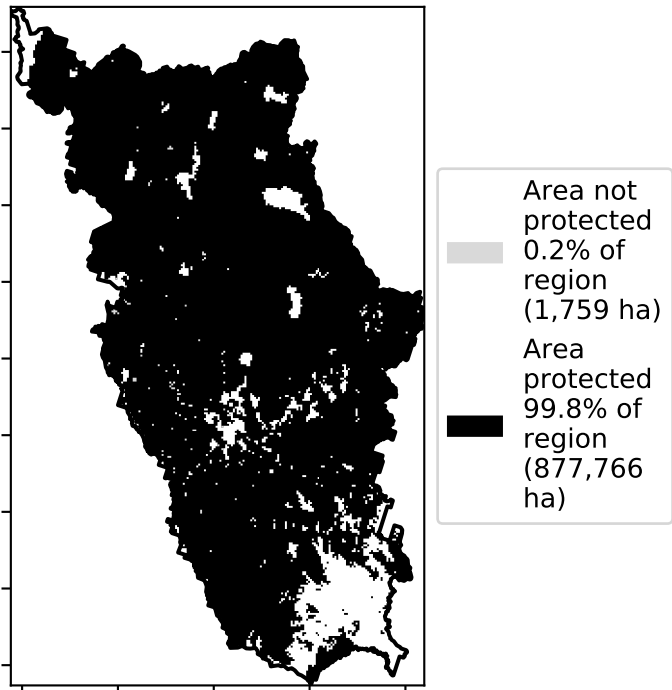 Area not
protected
0.2% of
region
(1,759 ha)
Area
protected
99.8% of
region
(877,766
ha)